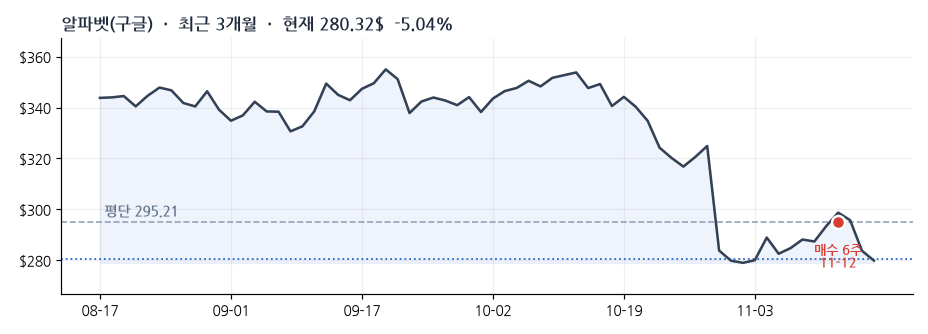 알파벳(구글) · 최근 3개월 · 현재 280.32$ -5.04%
$360
$340
$320
$300
$280
평단 295.21
매수 6주
11-12
08-17 09-01 09-17 10-02 10-19 11-03